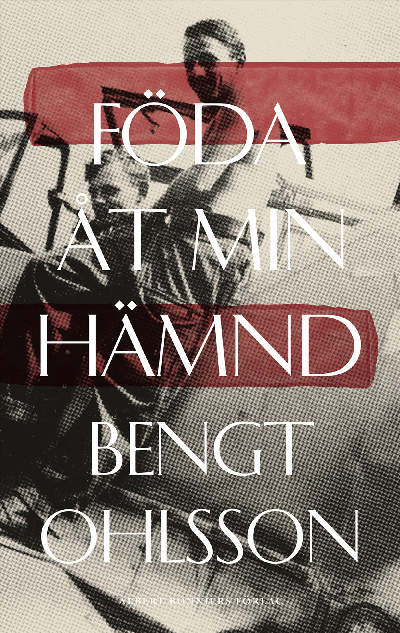 FÖDA
ÅT MIN
HÄMND
BENGT
OHLSSON
ALBERT BONNIERS FÖRLAG